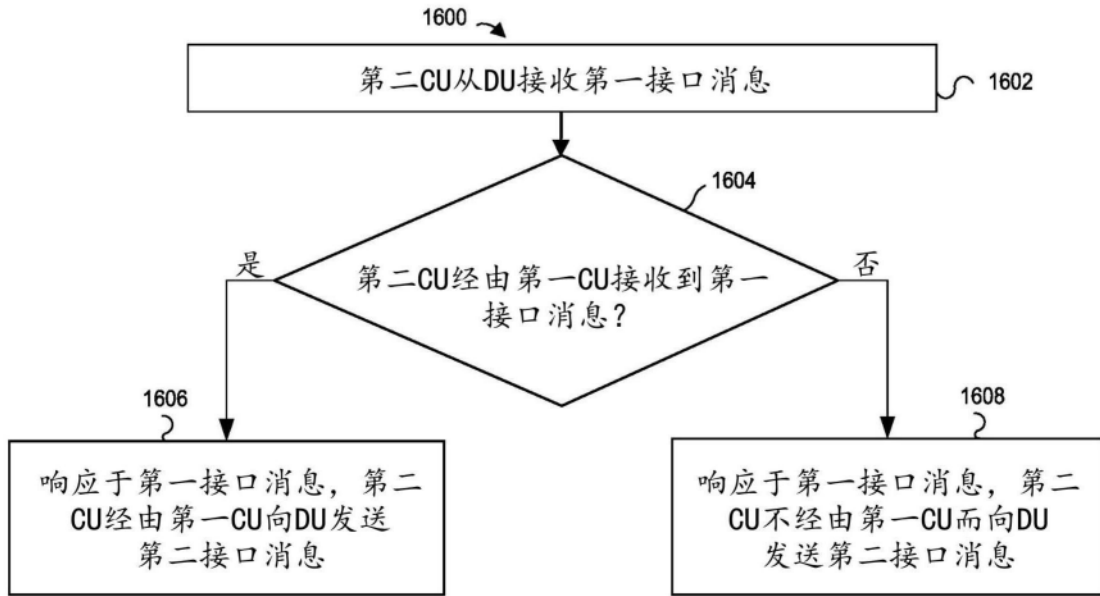 1600
第二CU从DU接收第一接口消息
1602
1604
是
否
第二CU经由第一CU接收到第一
接口消息?
1606
1608
响应于第一接口消息, 第二
CU经由第一CU向DU发送
第二接口消息
响应于第一接口消息, 第二
CU不经由第一CU而向DU
发送第二接口消息